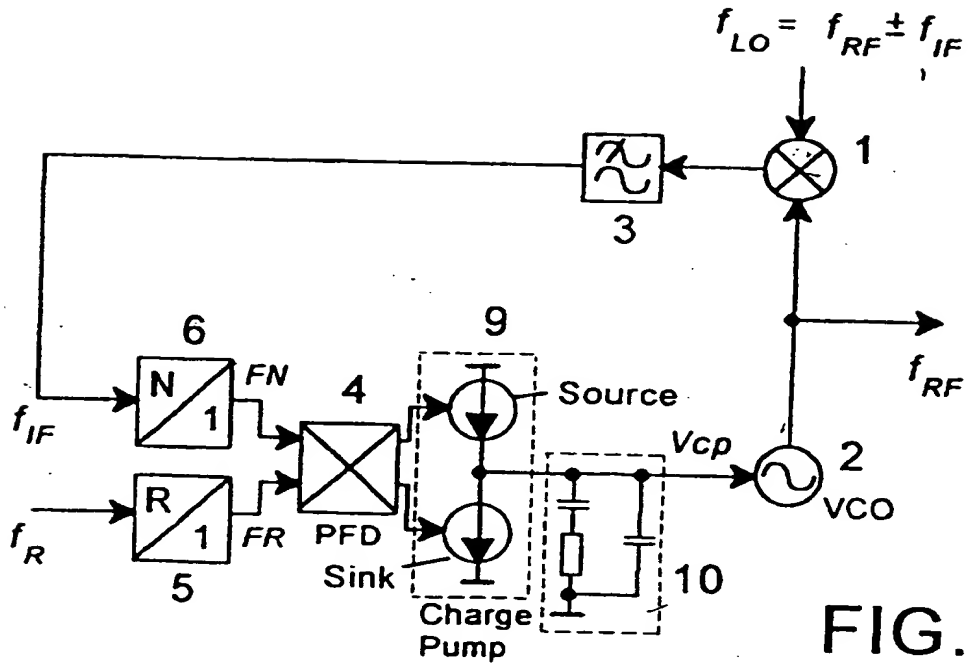 f_LO = f_RF ± f_IF
1
3
6
9
N
1
FN
4
Source
f_IF
Vcp
f_RF
2
R
1
FR
PFD
VCO
f_R
5
Sink
10
Charge
Pump
FIG.